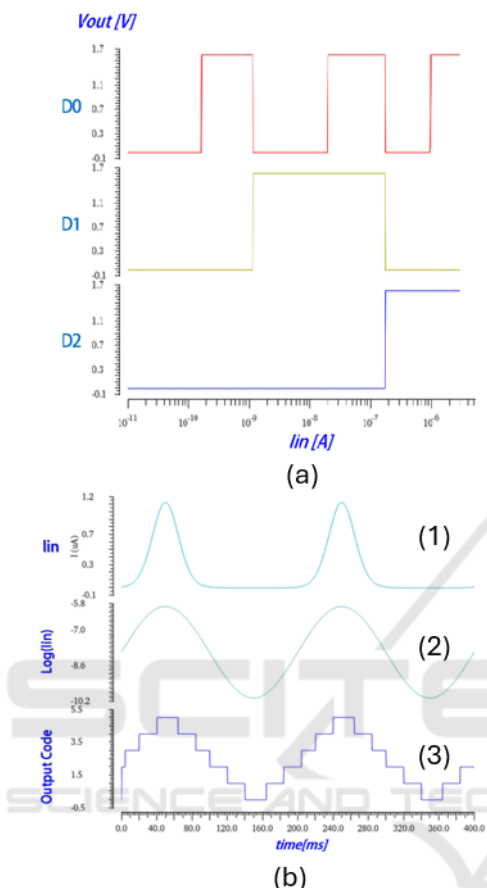 Vout [V]
1.7
1.1
D0
0.7
0.3
-0.1
1.7
1.1
D1
0.7
0.3
-0.1
1.7
1.1
D2
0.7
0.3
-0.1
10⁻¹¹ 10⁻¹⁰ 10⁻⁹ 10⁻⁸ 10⁻⁷ 10⁻⁶
Iin [A]
(a)
1.2
Iin
I (uA)
0.7
0.3
-0.1
(1)
-5.8
Log(Iin)
-7.0
-8.6
-10.2
(2)
5.5
Output Code
3.5
1.5
-0.5
(3)
0.0 40.0 80.0 120.0 160.0 200.0 240.0 280.0 320.0 360.0 400.0
time[ms]
(b)
SCITE
SCIENCE AND TEC